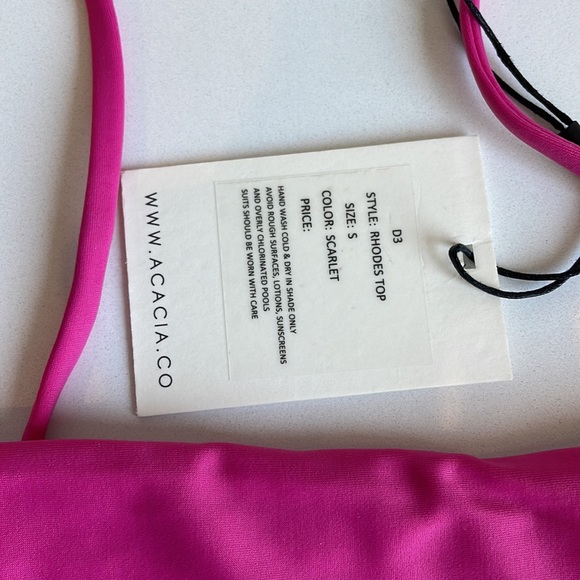 D3
STYLE: RHODES TOP
SIZE: S
COLOR: SCARLET
PRICE:
HAND WASH COLD & DRY IN SHADE ONLY
AVOID ROUGH SURFACES, LOTIONS, SUNSCREENS
AND OVERLY CHLORINATED POOLS
SUITS SHOULD BE WORN WITH CARE
WWW.ACACIA.CO